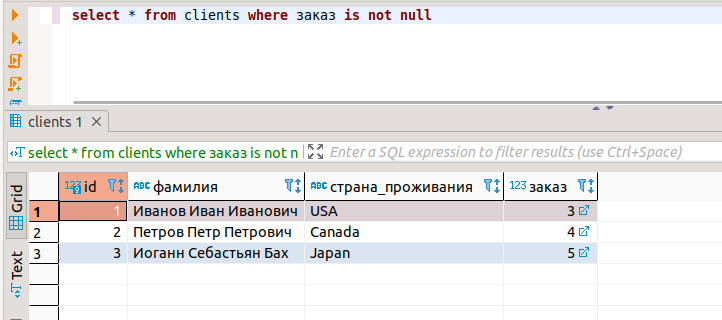 select * from clients where заказ is not null
clients 1
select * from clients where заказ is not n Enter a SQL expression to filter results (use Ctrl+Space)
Grid
Text
123 id ABC фамилия ABC страна_проживания 123 заказ
1 1 Иванов Иван Иванович USA 3
2 2 Петров Петр Петрович Canada 4
3 3 Иоганн Себастьян Бах Japan 5